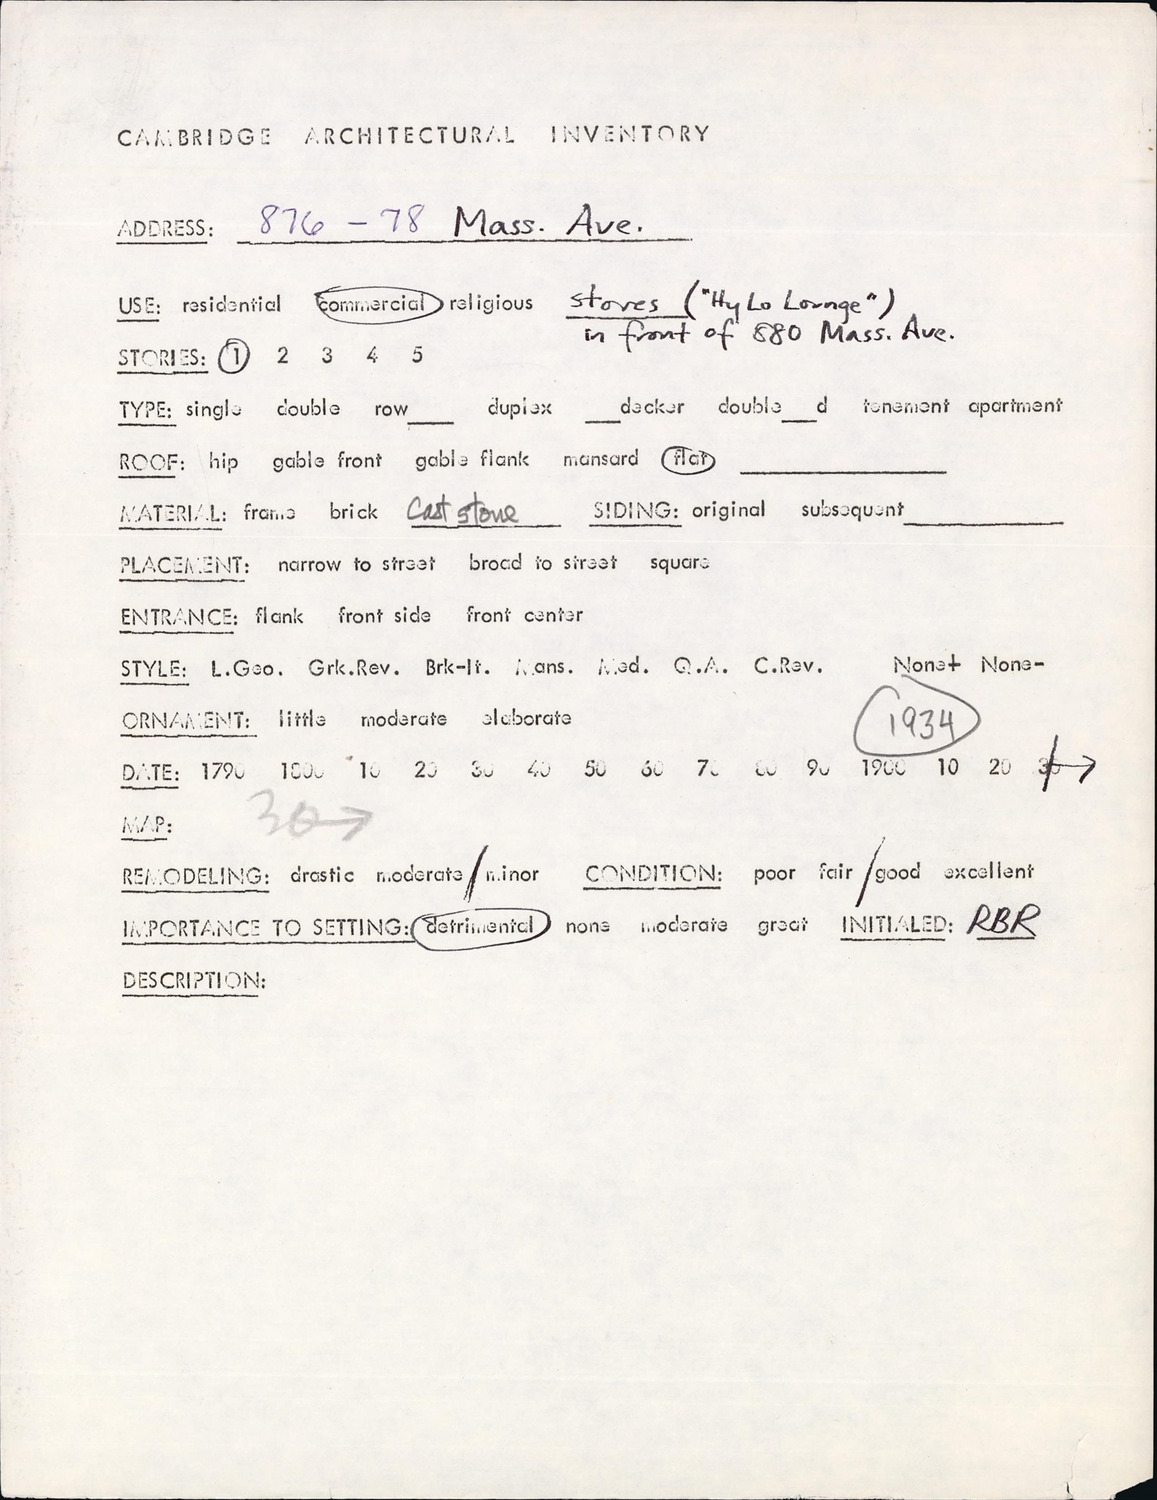 CAMBRIDGE ARCHITECTURAL INVENTORY
ADDRESS: 876 - 78 Mass. Ave.
USE: residential commercial religious stores ("Hy Lo Lounge")
in front of 880 Mass. Ave.
STORIES: 1 2 3 4 5
TYPE: single double row___ duplex ___decker double___d tenement apartment
ROOF: hip gable front gable flank mansard flat
MATERIAL: frame brick Cast stone SIDING: original subsequent
PLACEMENT: narrow to street broad to street square
ENTRANCE: flank front side front center
STYLE: L.Geo. Grk.Rev. Brk-It. Mans. Med. Q.A. C.Rev. None+ None-
ORNAMENT: little moderate elaborate 1934
DATE: 1790 1800 10 20 30 40 50 60 70 80 90 1900 10 20 30 →
30 →
MAP:
REMODELING: drastic moderate / minor CONDITION: poor fair / good excellent
IMPORTANCE TO SETTING: detrimental none moderate great INITIALED: RBR
DESCRIPTION: